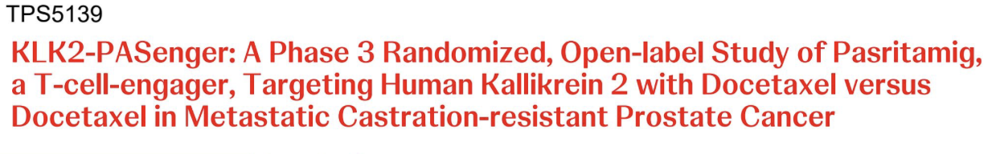 TPS5139
KLK2-PASenger: A Phase 3 Randomized, Open-label Study of Pasritamig,
a T-cell-engager, Targeting Human Kallikrein 2 with Docetaxel versus
Docetaxel in Metastatic Castration-resistant Prostate Cancer